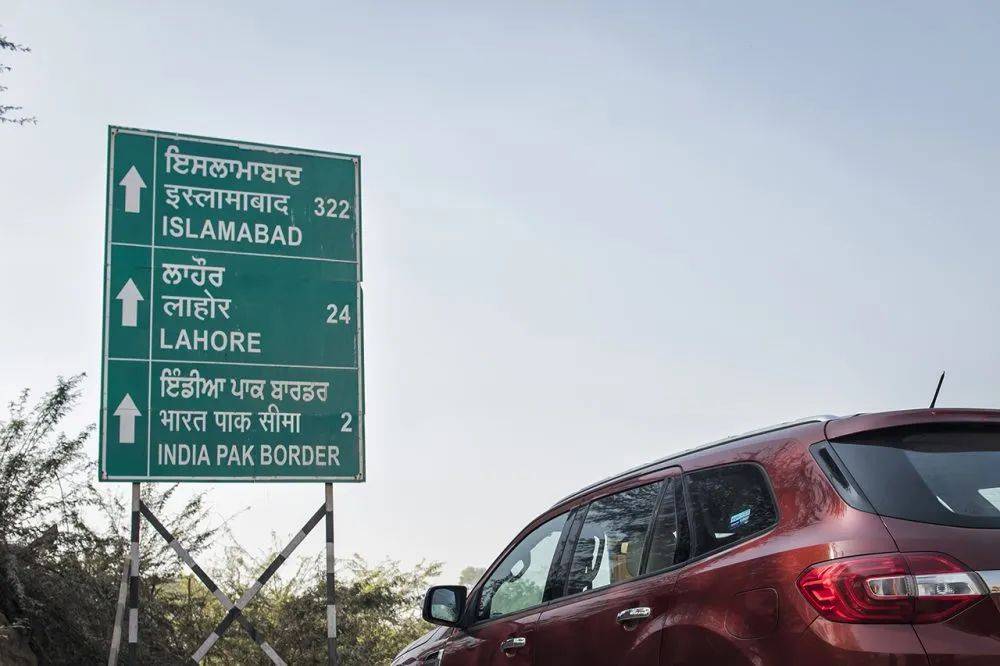 ਇਸਲਾਮਾਬਾਦ
इस्लामाबाद 322
ISLAMABAD
ਲਾਹੌਰ
लाहोर 24
LAHORE
ਇੰਡੀਆ ਪਾਕ ਬਾਰਡਰ
भारत पाक सीमा 2
INDIA PAK BORDER